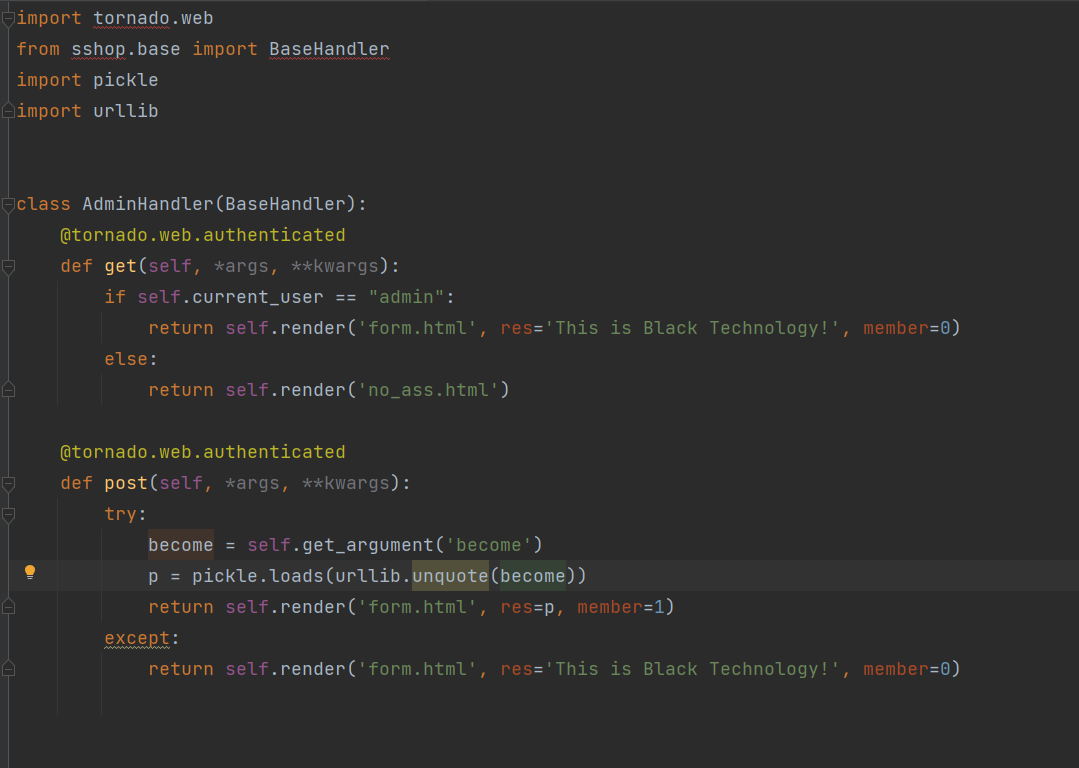 import tornado.web
from sshop.base import BaseHandler
import pickle
import urllib
class AdminHandler(BaseHandler):
@tornado.web.authenticated
def get(self, *args, **kwargs):
if self.current_user == "admin":
return self.render('form.html', res='This is Black Technology!', member=0)
else:
return self.render('no_ass.html')
@tornado.web.authenticated
def post(self, *args, **kwargs):
try:
become = self.get_argument('become')
p = pickle.loads(urllib.unquote(become))
return self.render('form.html', res=p, member=1)
except:
return self.render('form.html', res='This is Black Technology!', member=0)